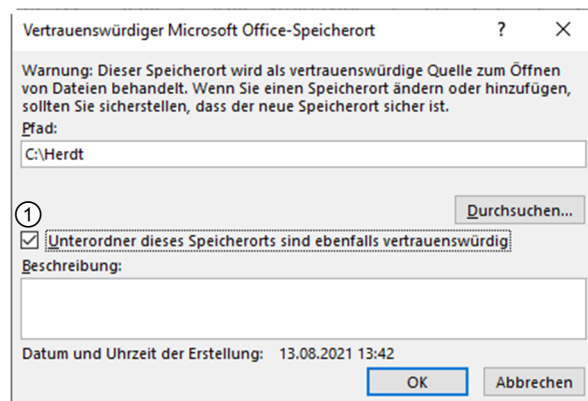 Vertrauenswürdiger Microsoft Office-Speicherort ? ×
Warnung: Dieser Speicherort wird als vertrauenswürdige Quelle zum Öffnen
von Dateien behandelt. Wenn Sie einen Speicherort ändern oder hinzufügen,
sollten Sie sicherstellen, dass der neue Speicherort sicher ist.
Pfad:
C:\Herdt
Durchsuchen...
1
Unterordner dieses Speicherorts sind ebenfalls vertrauenswürdig
Beschreibung:
Datum und Uhrzeit der Erstellung: 13.08.2021 13:42
OK Abbrechen